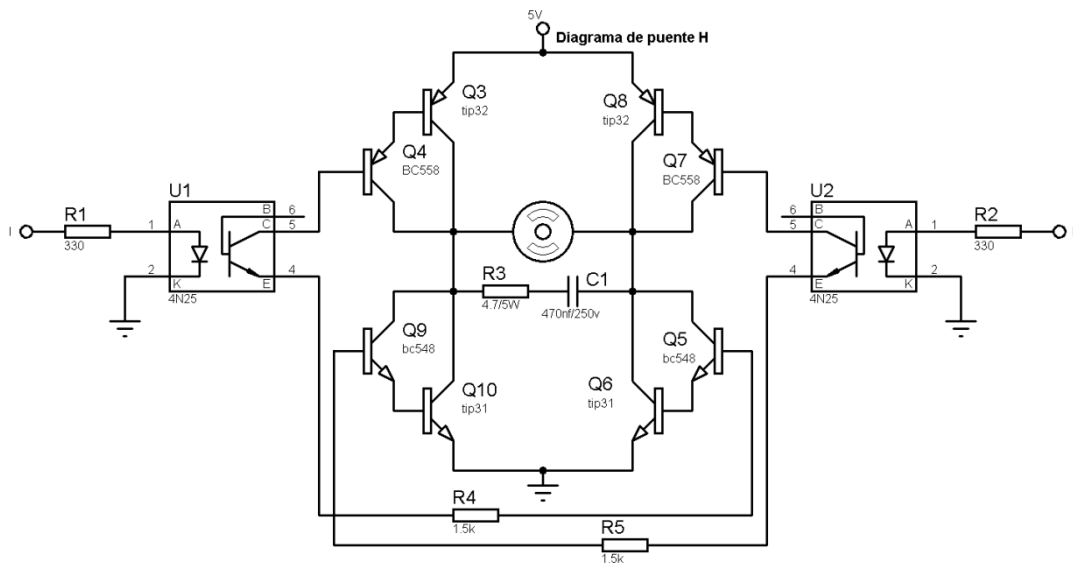 5V
Diagrama de puente H
Q3
tip32
Q8
tip32
Q4
BC558
Q7
BC558
U1
U2
R1
330
1
2
A
K
B
C
E
6
5
4
4N25
6
5
4
B
C
E
A
K
1
2
4N25
R2
330
R3
4.7/5W
C1
470nf/250v
Q9
bc548
Q5
bc548
Q10
tip31
Q6
tip31
R4
1.5k
R5
1.5k